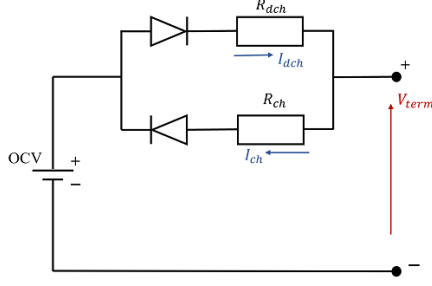 R_dch
I_dch
+
R_ch
V_term
I_ch
OCV
+
−
−